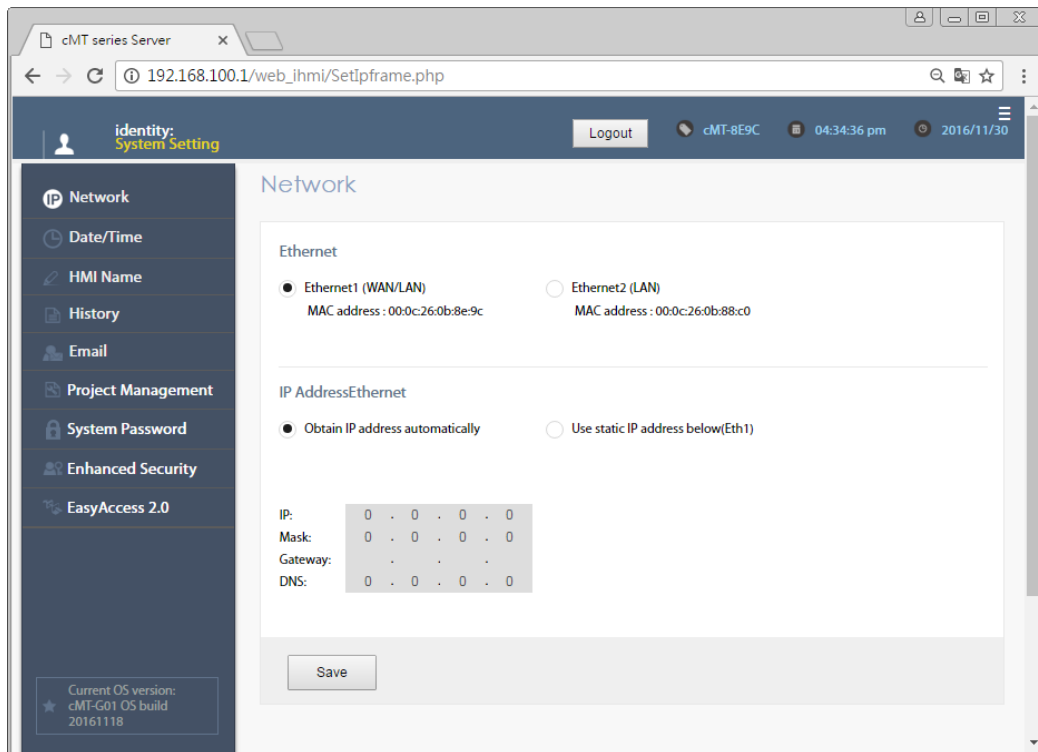 cMT series Server
192.168.100.1/web_ihmi/SetIpframe.php
identity:
System Setting
Logout
cMT-8E9C
04:34:36 pm
2016/11/30
IP Network
Date/Time
HMI Name
History
Email
Project Management
System Password
Enhanced Security
EasyAccess 2.0
Current OS version:
cMT-G01 OS build
20161118
Network
Ethernet
Ethernet1 (WAN/LAN)
MAC address : 00:0c:26:0b:8e:9c
Ethernet2 (LAN)
MAC address : 00:0c:26:0b:88:c0
IP AddressEthernet
Obtain IP address automatically
Use static IP address below(Eth1)
IP: 0 . 0 . 0 . 0
Mask: 0 . 0 . 0 . 0
Gateway: . . .
DNS: 0 . 0 . 0 . 0
Save